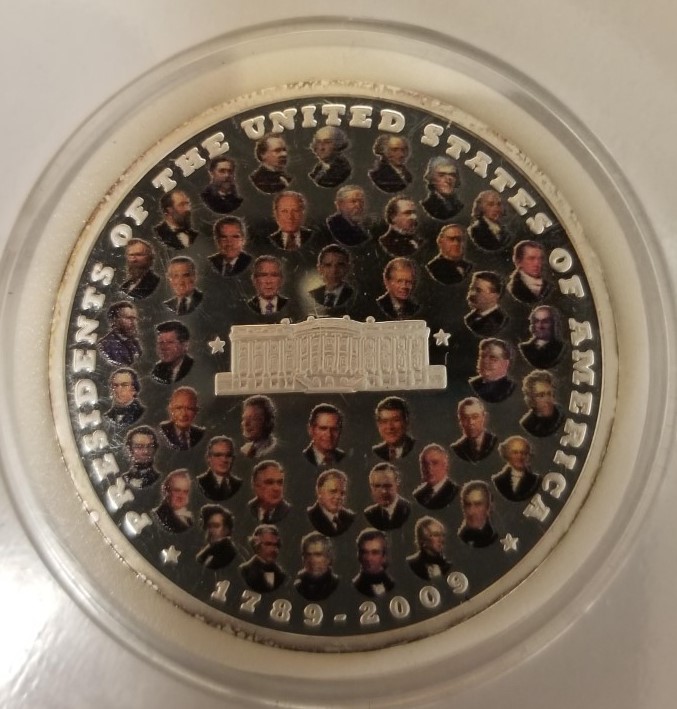 PRESIDENTS OF THE UNITED STATES OF AMERICA
1789-2009